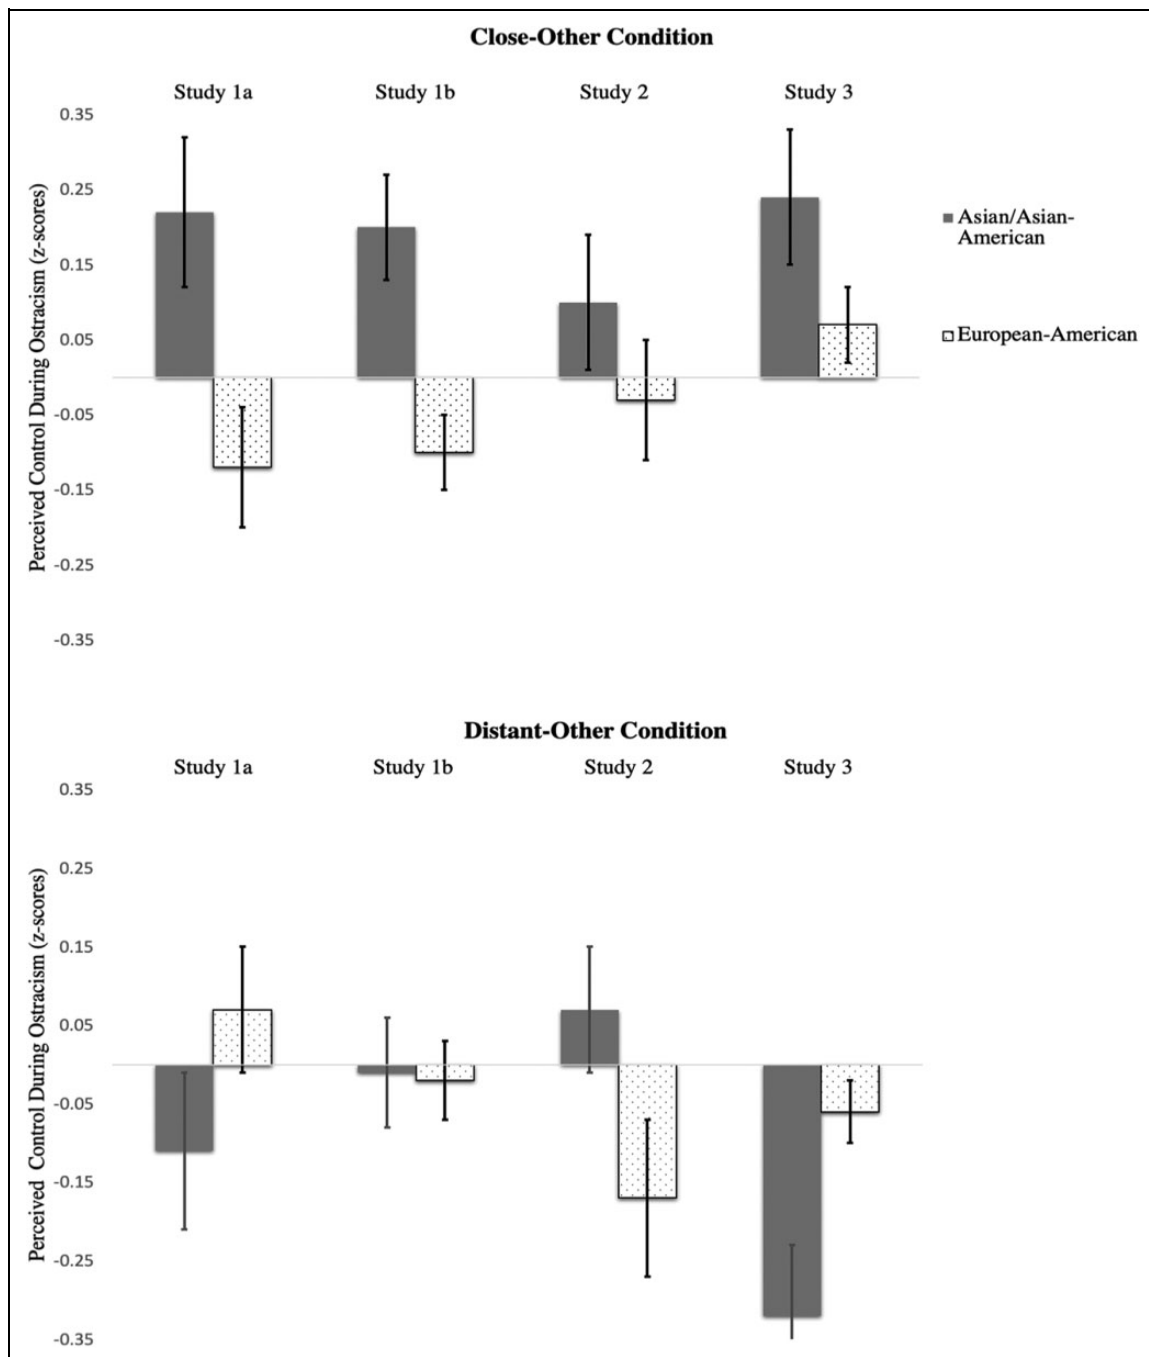 Close-Other Condition
Study 1a Study 1b Study 2 Study 3
Perceived Control During Ostracism (z-scores)
0.35
0.25
0.15
0.05
-0.05
-0.15
-0.25
-0.35
Asian/Asian-
American
European-American
Distant-Other Condition
Study 1a Study 1b Study 2 Study 3
Perceived Control During Ostracism (z-scores)
0.35
0.25
0.15
0.05
-0.05
-0.15
-0.25
-0.35